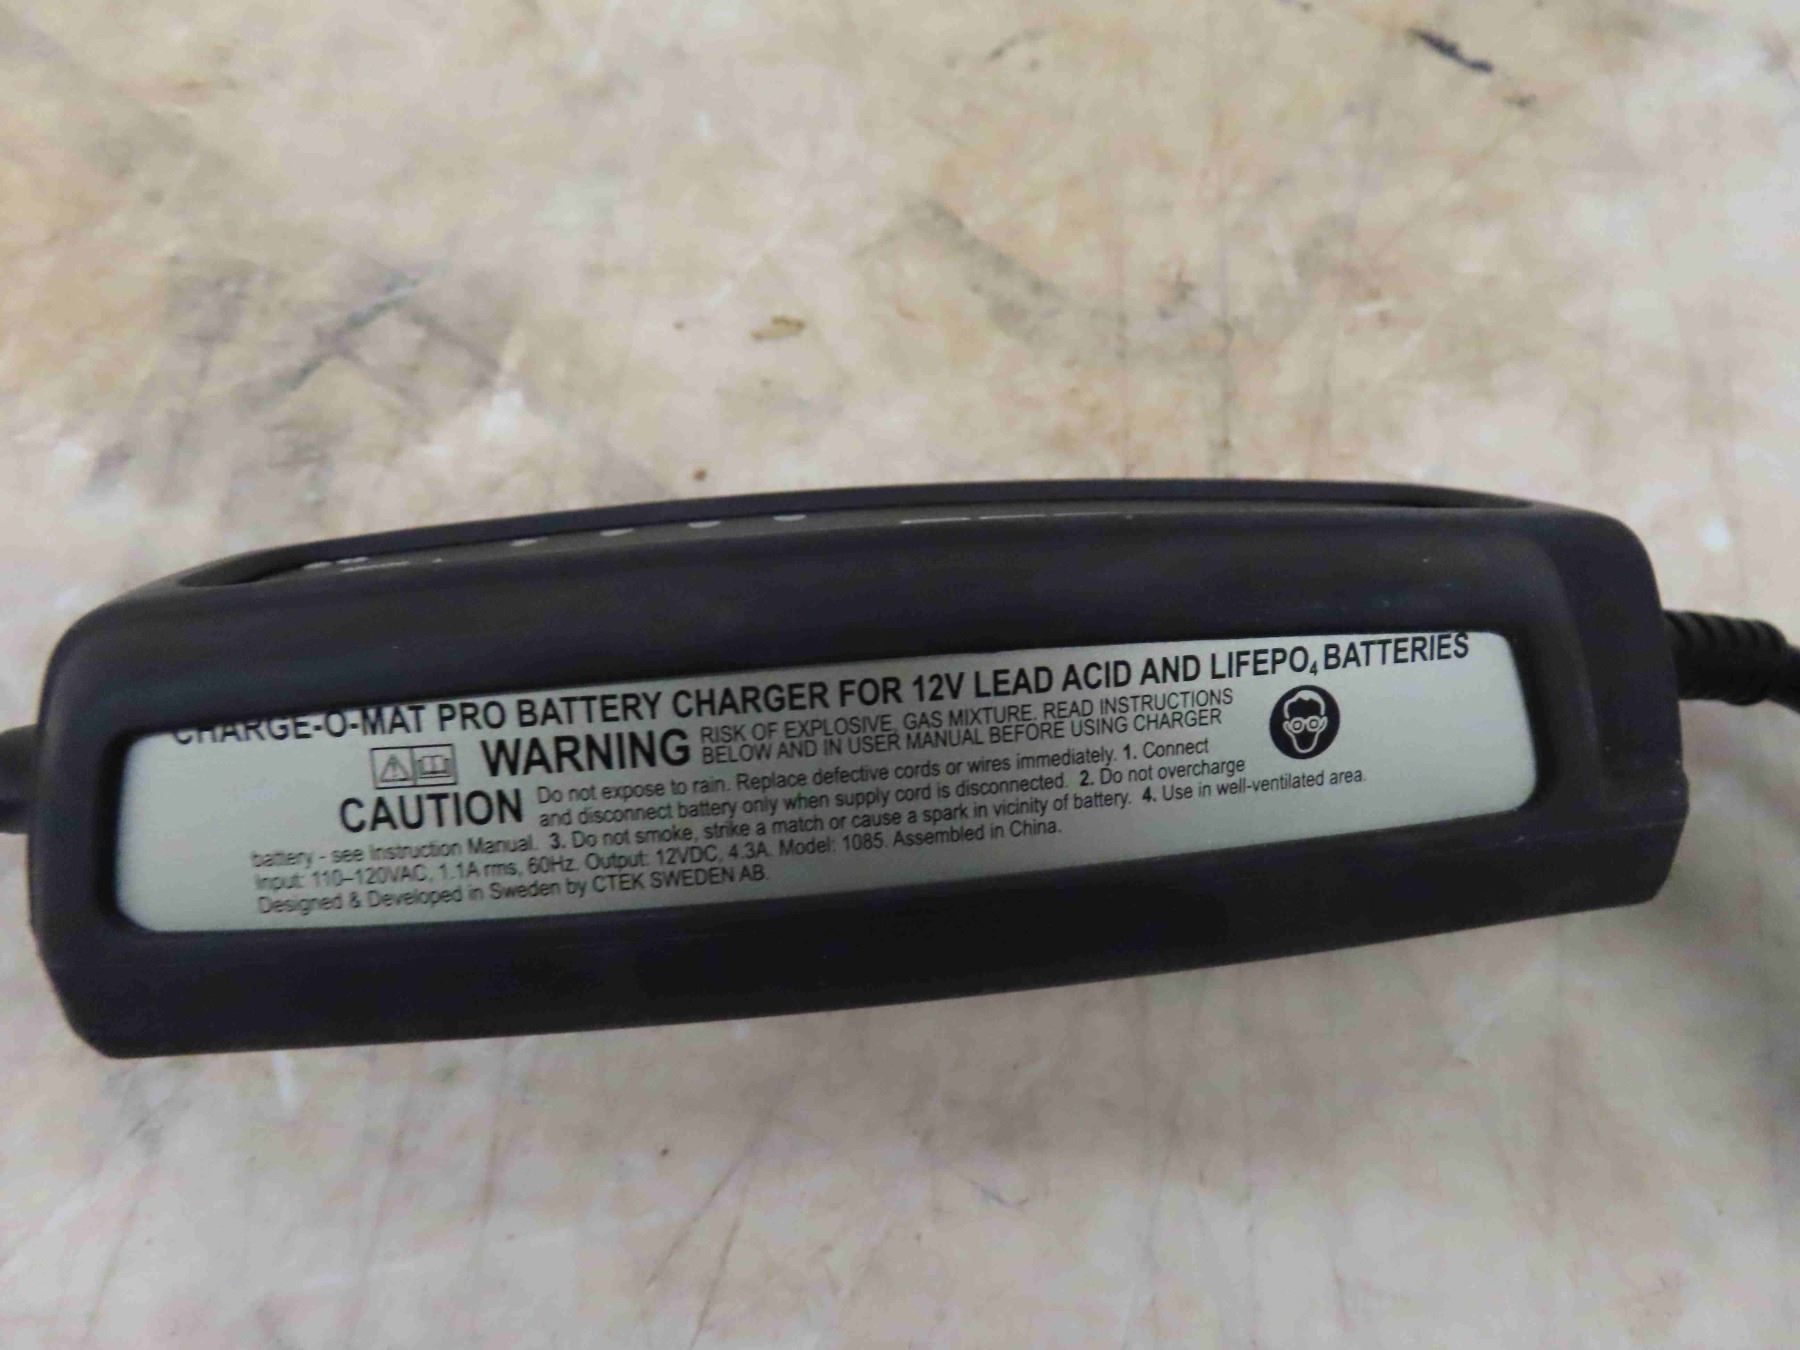 CHARGE-O-MAT PRO BATTERY CHARGER FOR 12V LEAD ACID AND LIFEPO₄ BATTERIES
WARNING RISK OF EXPLOSIVE, GAS MIXTURE. READ INSTRUCTIONS
BELOW AND IN USER MANUAL BEFORE USING CHARGER
CAUTION Do not expose to rain. Replace defective cords or wires immediately. 1. Connect
and disconnect battery only when supply cord is disconnected. 2. Do not overcharge
battery - see Instruction Manual. 3. Do not smoke, strike a match or cause a spark in vicinity of battery. 4. Use in well-ventilated area.
Input: 110–120VAC, 1.1A rms, 60Hz. Output: 12VDC, 4.3A. Model: 1085. Assembled in China.
Designed & Developed in Sweden by CTEK SWEDEN AB.